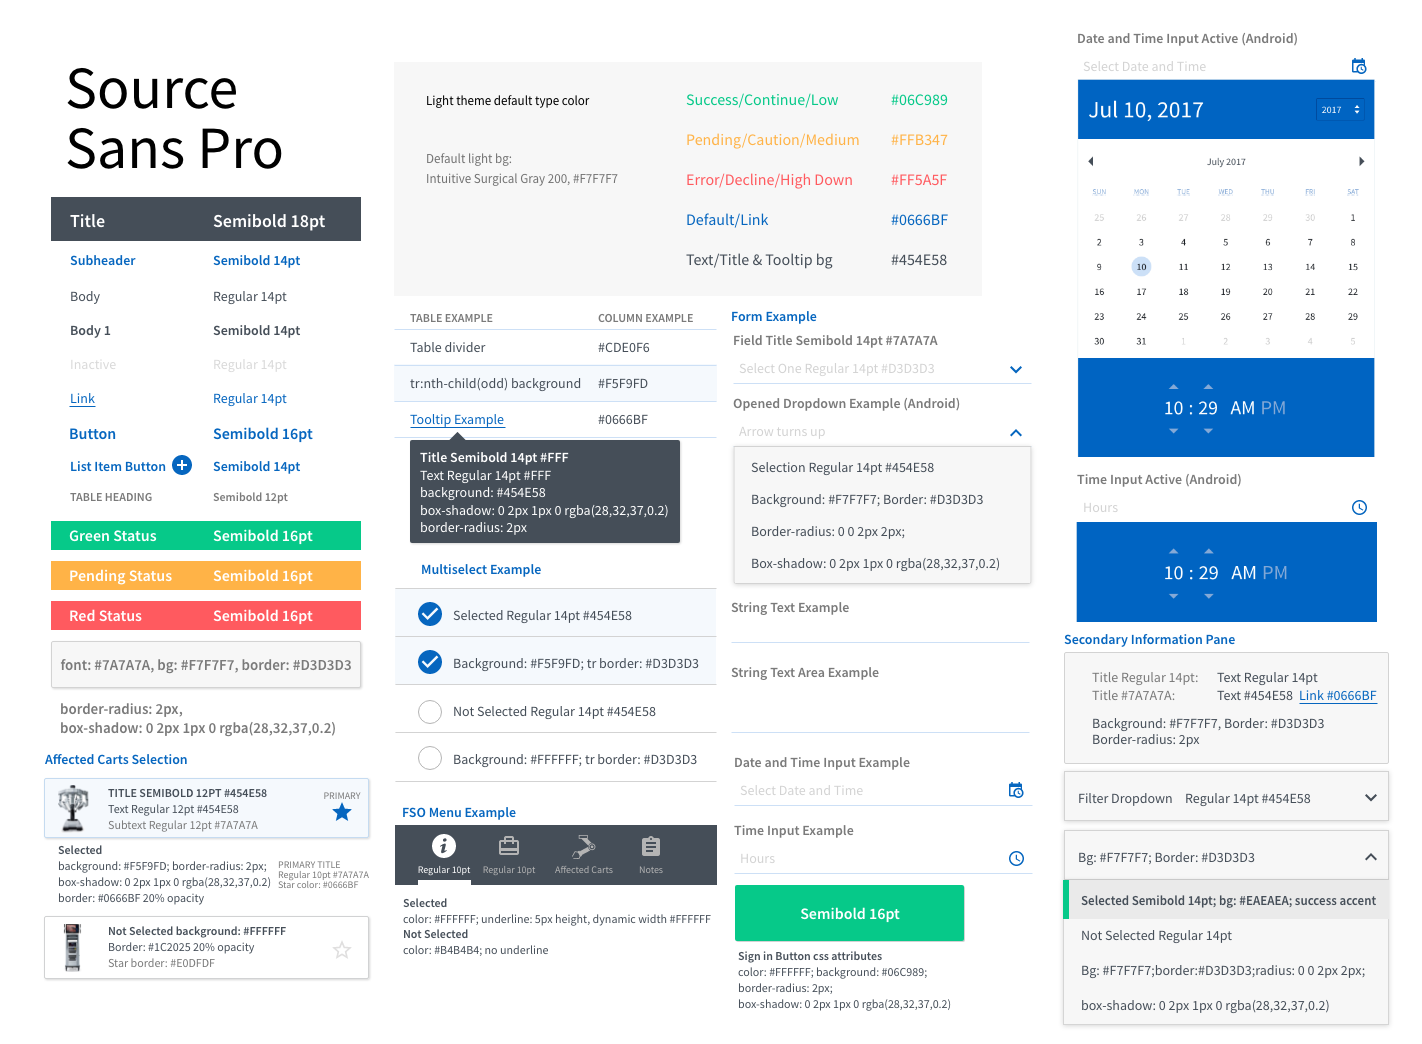 Source
Sans Pro
Title Semibold 18pt
Subheader Semibold 14pt
Body Regular 14pt
Body 1 Semibold 14pt
Inactive Regular 14pt
Link Regular 14pt
Button Semibold 16pt
List Item Button Semibold 14pt
TABLE HEADING Semibold 12pt
Green Status Semibold 16pt
Pending Status Semibold 16pt
Red Status Semibold 16pt
font: #7A7A7A, bg: #F7F7F7, border: #D3D3D3
border-radius: 2px,
box-shadow: 0 2px 1px 0 rgba(28,32,37,0.2)
Affected Carts Selection
TITLE SEMIBOLD 12PT #454E58
Text Regular 12pt #454E58
Subtext Regular 12pt #7A7A7A
PRIMARY
Selected
background: #F5F9FD; border-radius: 2px;
box-shadow: 0 2px 1px 0 rgba(28,32,37,0.2)
border: #0666BF 20% opacity
PRIMARY TITLE
Regular 10pt #7A7A7A
Star color: #0666BF
Not Selected background: #FFFFFF
Border: #1C2025 20% opacity
Star border: #E0DFDF
Light theme default type color
Default light bg:
Intuitive Surgical Gray 200, #F7F7F7
Success/Continue/Low #06C989
Pending/Caution/Medium #FFB347
Error/Decline/High Down #FF5A5F
Default/Link #0666BF
Text/Title & Tooltip bg #454E58
TABLE EXAMPLE COLUMN EXAMPLE
Table divider #CDE0F6
tr:nth-child(odd) background #F5F9FD
Tooltip Example #0666BF
Title Semibold 14pt #FFF
Text Regular 14pt #FFF
background: #454E58
box-shadow: 0 2px 1px 0 rgba(28,32,37,0.2)
border-radius: 2px
Multiselect Example
Selected Regular 14pt #454E58
Background: #F5F9FD; tr border: #D3D3D3
Not Selected Regular 14pt #454E58
Background: #FFFFFF; tr border: #D3D3D3
FSO Menu Example
Regular 10pt Regular 10pt Affected Carts Notes
Selected
color: #FFFFFF; underline: 5px height, dynamic width #FFFFFF
Not Selected
color: #B4B4B4; no underline
Form Example
Field Title Semibold 14pt #7A7A7A
Select One Regular 14pt #D3D3D3
Opened Dropdown Example (Android)
Arrow turns up
Selection Regular 14pt #454E58
Background: #F7F7F7; Border: #D3D3D3
Border-radius: 0 0 2px 2px;
Box-shadow: 0 2px 1px 0 rgba(28,32,37,0.2)
String Text Example
String Text Area Example
Date and Time Input Example
Select Date and Time
Time Input Example
Hours
Semibold 16pt
Sign in Button css attributes
color: #FFFFFF; background: #06C989;
border-radius: 2px;
box-shadow: 0 2px 1px 0 rgba(28,32,37,0.2)
Date and Time Input Active (Android)
Select Date and Time
Jul 10, 2017 2017
July 2017
SUN MON TUE WED THU FRI SAT
25 26 27 28 29 30 1
2 3 4 5 6 7 8
9 10 11 12 13 14 15
16 17 18 19 20 21 22
23 24 25 26 27 28 29
30 31 1 2 3 4 5
10 : 29 AM PM
Time Input Active (Android)
Hours
10 : 29 AM PM
Secondary Information Pane
Title Regular 14pt: Text Regular 14pt
Title #7A7A7A: Text #454E58 Link #0666BF
Background: #F7F7F7, Border: #D3D3D3
Border-radius: 2px
Filter Dropdown Regular 14pt #454E58
Bg: #F7F7F7; Border: #D3D3D3
Selected Semibold 14pt; bg: #EAEAEA; success accent
Not Selected Regular 14pt
Bg: #F7F7F7;border:#D3D3D3;radius: 0 0 2px 2px;
box-shadow: 0 2px 1px 0 rgba(28,32,37,0.2)